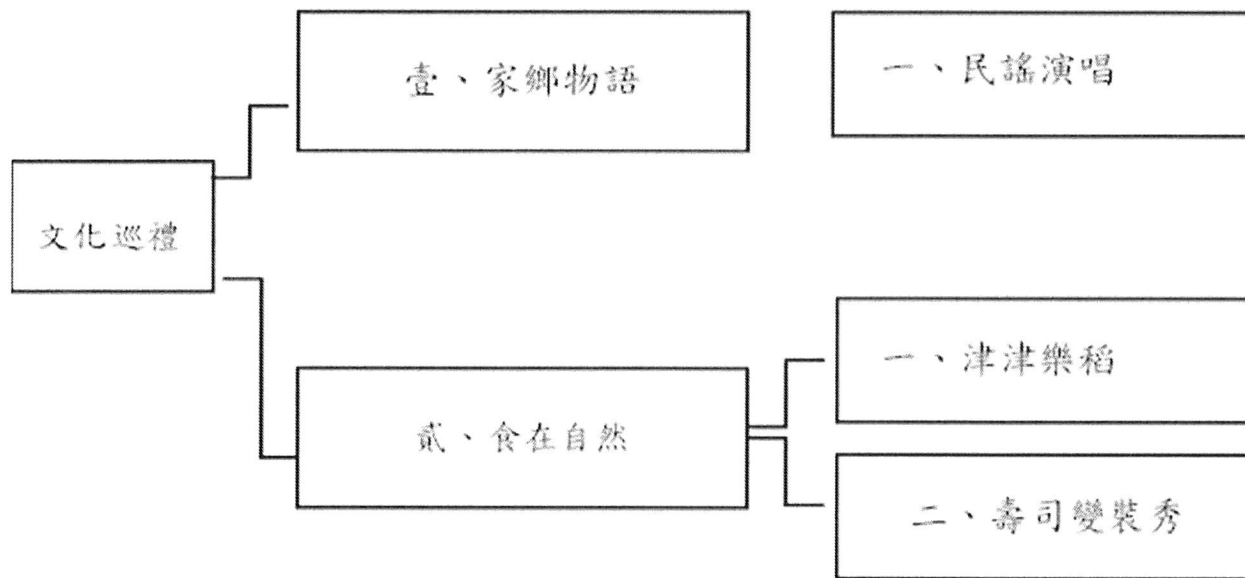 壹、家鄉物語
一、民謠演唱
文化巡禮
一、津津樂稻
貳、食在自然
二、壽司變裝秀